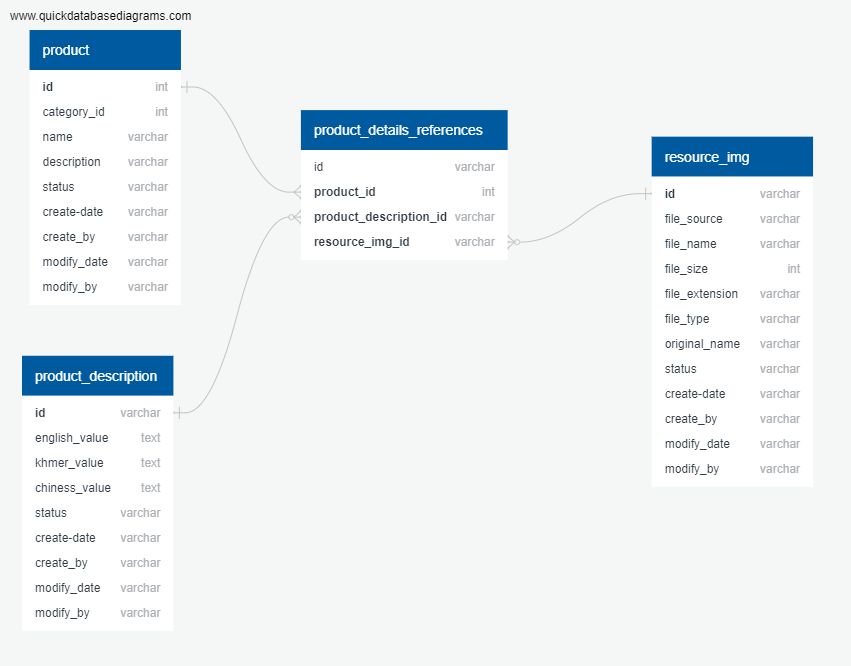 www.quickdatabasediagrams.com
product
id int
category_id int
name varchar
description varchar
status varchar
create-date varchar
create_by varchar
modify_date varchar
modify_by varchar
product_details_references
id varchar
product_id int
product_description_id varchar
resource_img_id varchar
resource_img
id varchar
file_source varchar
file_name varchar
file_size int
file_extension varchar
file_type varchar
original_name varchar
status varchar
create-date varchar
create_by varchar
modify_date varchar
modify_by varchar
product_description
id varchar
english_value text
khmer_value text
chiness_value text
status varchar
create-date varchar
create_by varchar
modify_date varchar
modify_by varchar